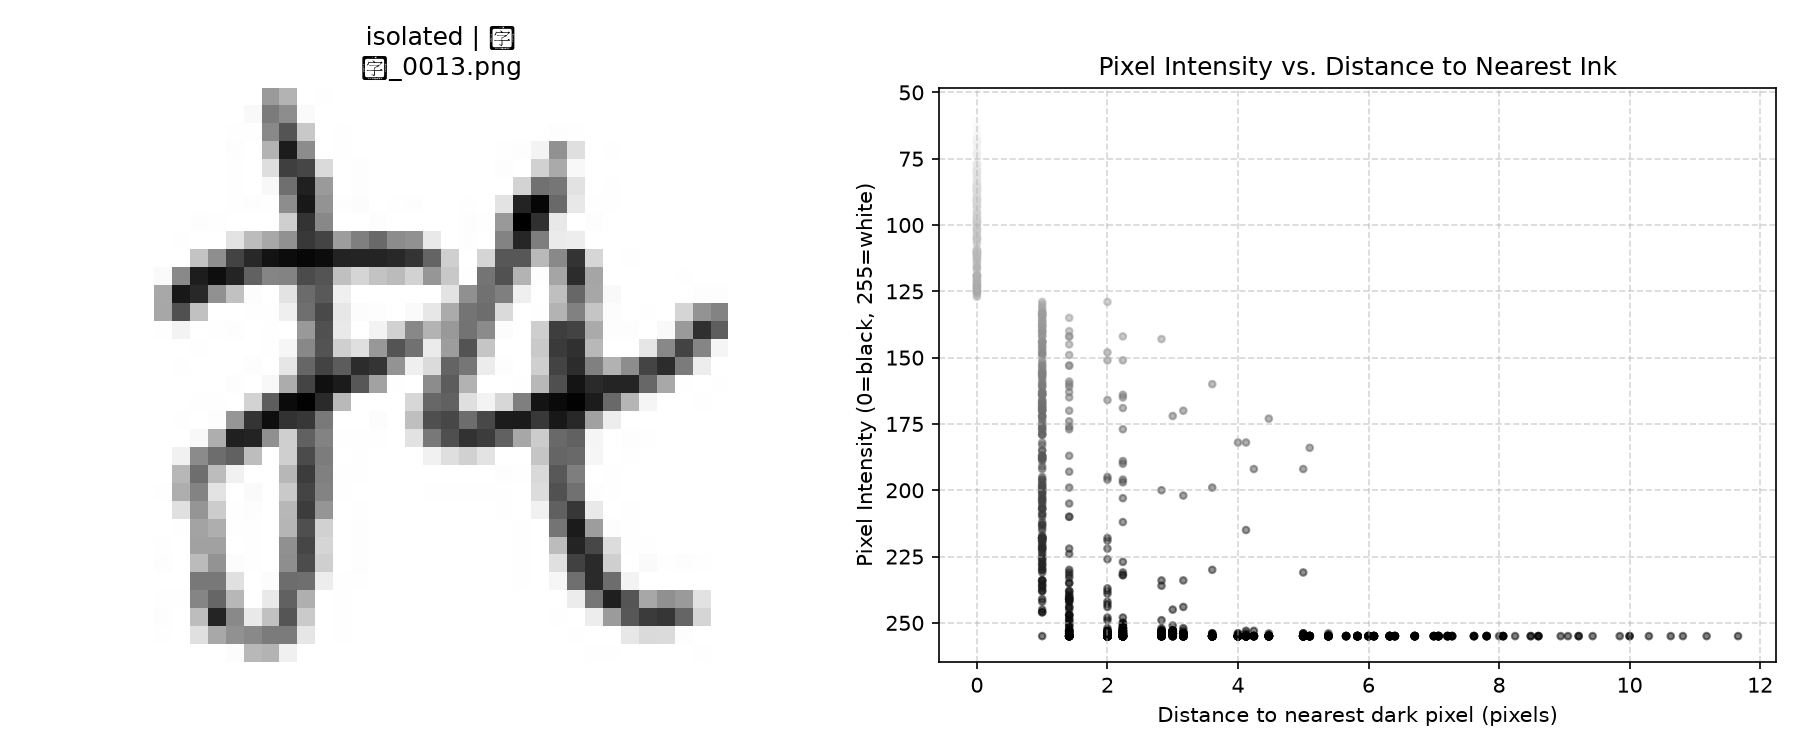 isolated |
_0013.png
Pixel Intensity vs. Distance to Nearest Ink
50
75
100
125
150
175
200
225
250
Pixel Intensity (0=black, 255=white)
0 2 4 6 8 10 12
Distance to nearest dark pixel (pixels)